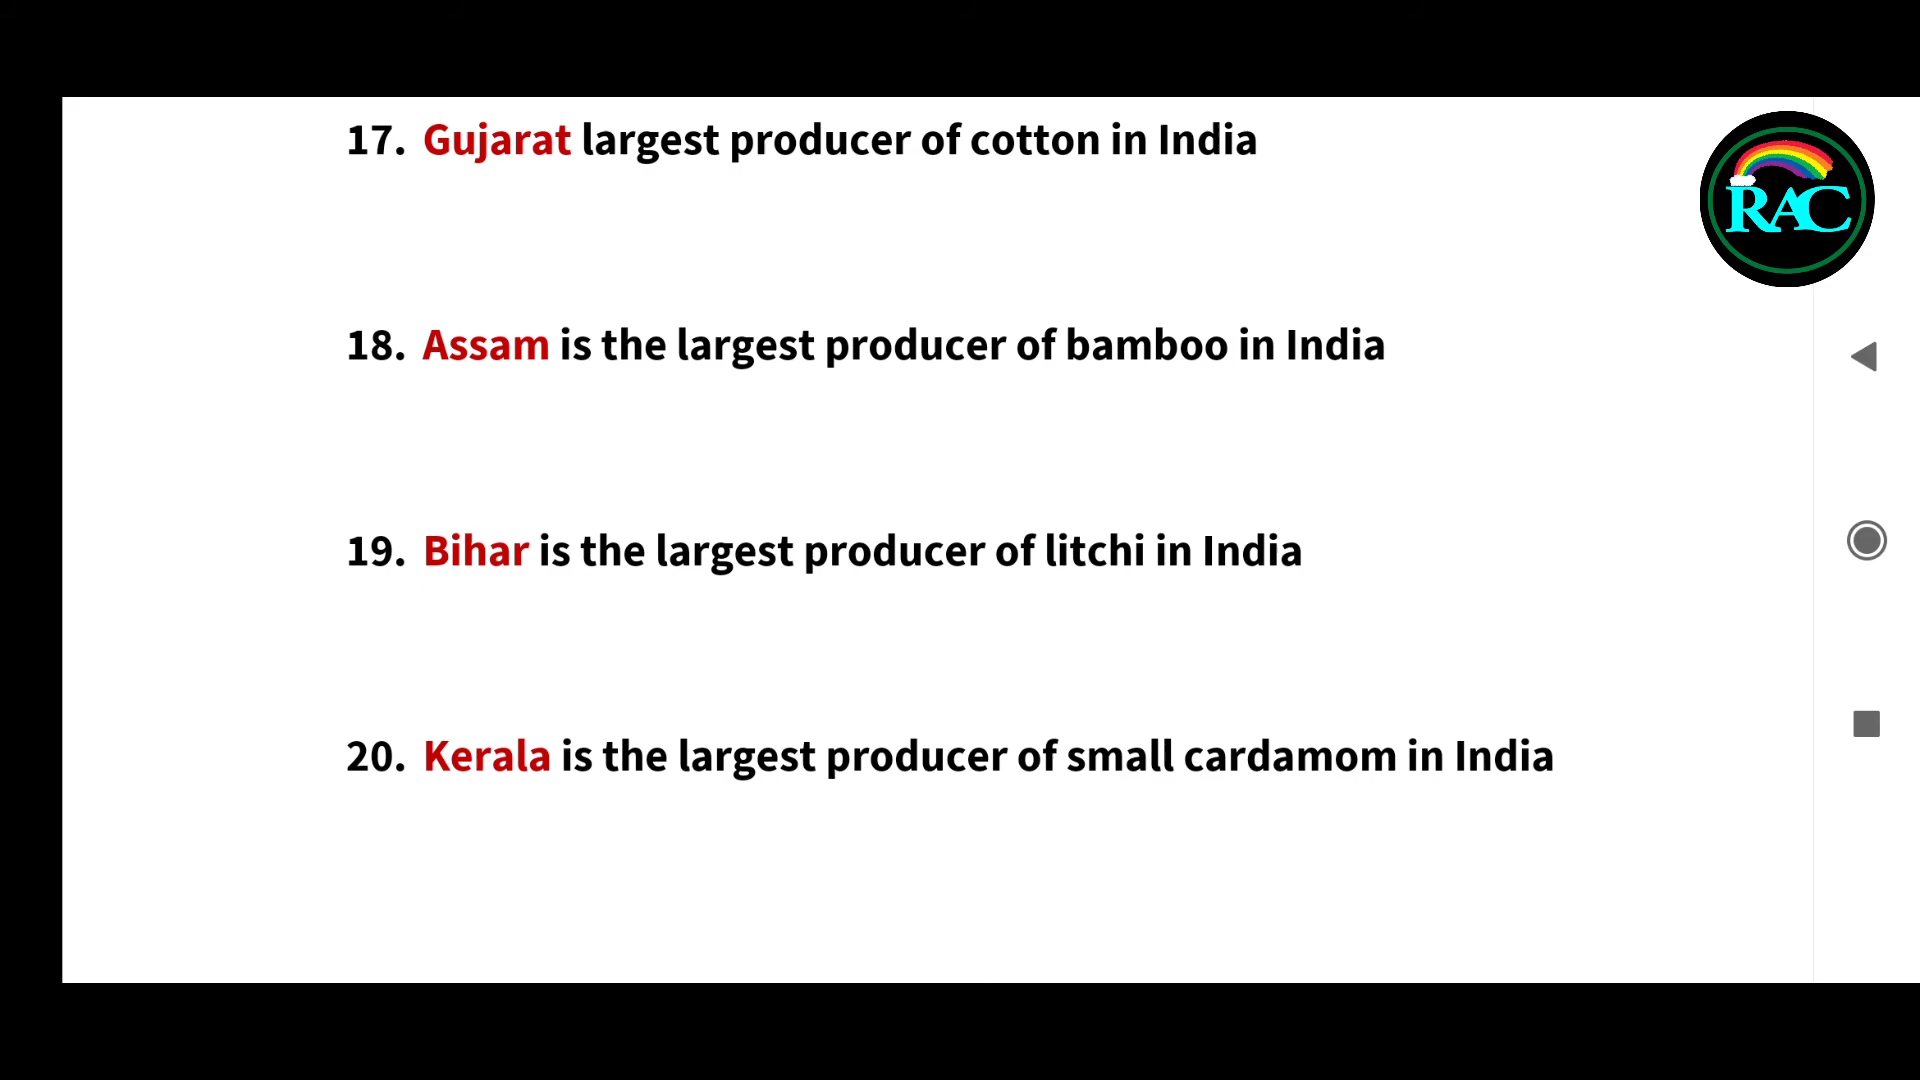 17. Gujarat largest producer of cotton in India
RAC
18. Assam is the largest producer of bamboo in India
19. Bihar is the largest producer of litchi in India
20. Kerala is the largest producer of small cardamom in India